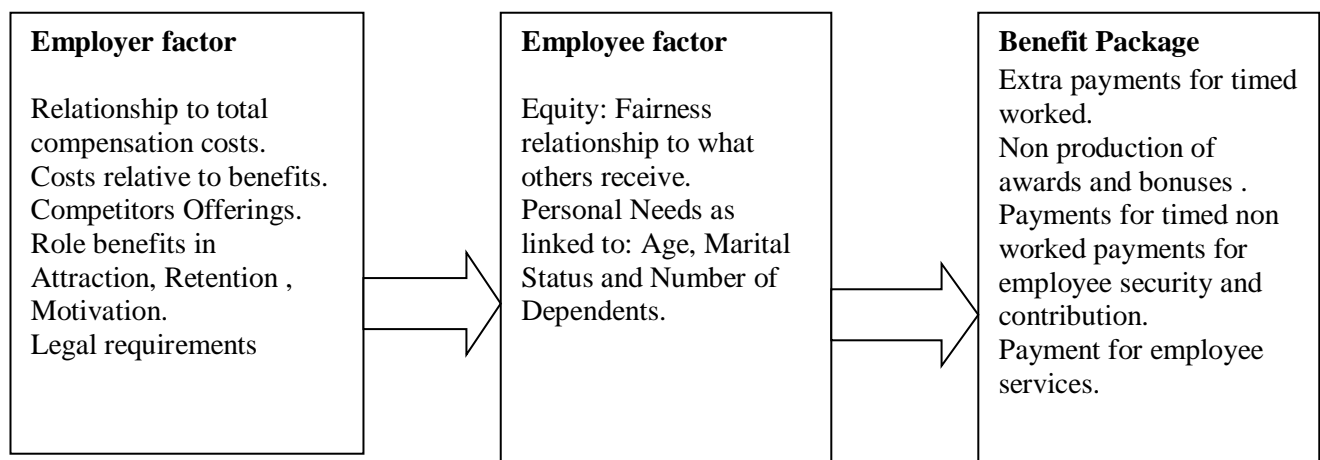 Employer factor
Relationship to total
compensation costs.
Costs relative to benefits.
Competitors Offerings.
Role benefits in
Attraction, Retention ,
Motivation.
Legal requirements
Employee factor
Equity: Fairness
relationship to what
others receive.
Personal Needs as
linked to: Age, Marital
Status and Number of
Dependents.
Benefit Package
Extra payments for timed
worked.
Non production of
awards and bonuses .
Payments for timed non
worked payments for
employee security and
contribution.
Payment for employee
services.